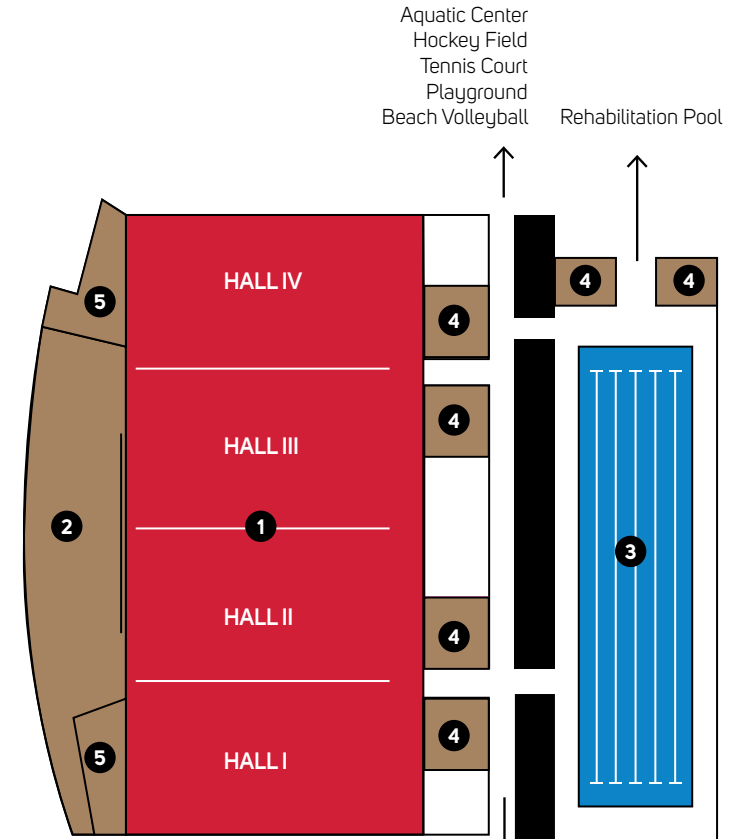 Aquatic Center
Hockey Field
Tennis Court
Playground
Beach Volleyball
Rehabilitation Pool
HALL IV
5
4
4
4
4
HALL III
2
1
3
HALL II
4
5
HALL I
4